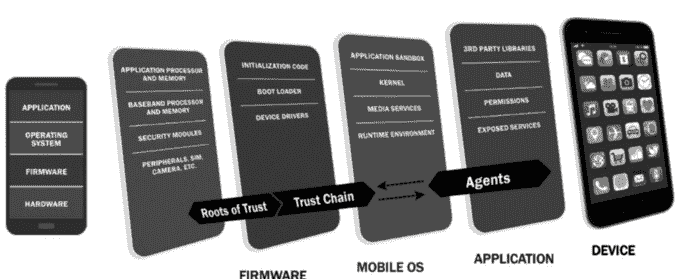 APPLICATION
OPERATING
SYSTEM
FIRMWARE
HARDWARE
APPLICATION PROCESSOR
AND MEMORY
BASEBAND PROCESSOR
AND MEMORY
SECURITY MODULES
PERIPHERALS, SIM,
CAMERA, ETC.
INITIALIZATION CODE
BOOT LOADER
DEVICE DRIVERS
APPLICATION SANDBOX
KERNEL
MEDIA SERVICES
RUNTIME ENVIRONMENT
3RD PARTY LIBRARIES
DATA
PERMISSIONS
EXPOSED SERVICES
Roots of Trust
Trust Chain
Agents
FIRMWARE
MOBILE OS
APPLICATION
DEVICE